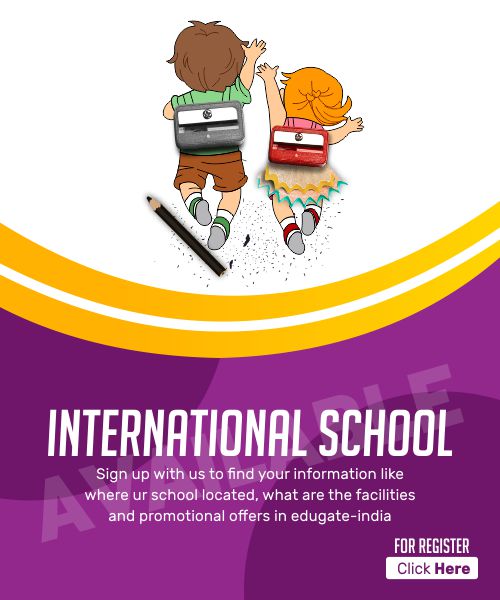 AVAILABLE
INTERNATIONAL SCHOOL
Sign up with us to find your information like
where ur school located, what are the facilities
and promotional offers in edugate-india
FOR REGISTER
Click Here